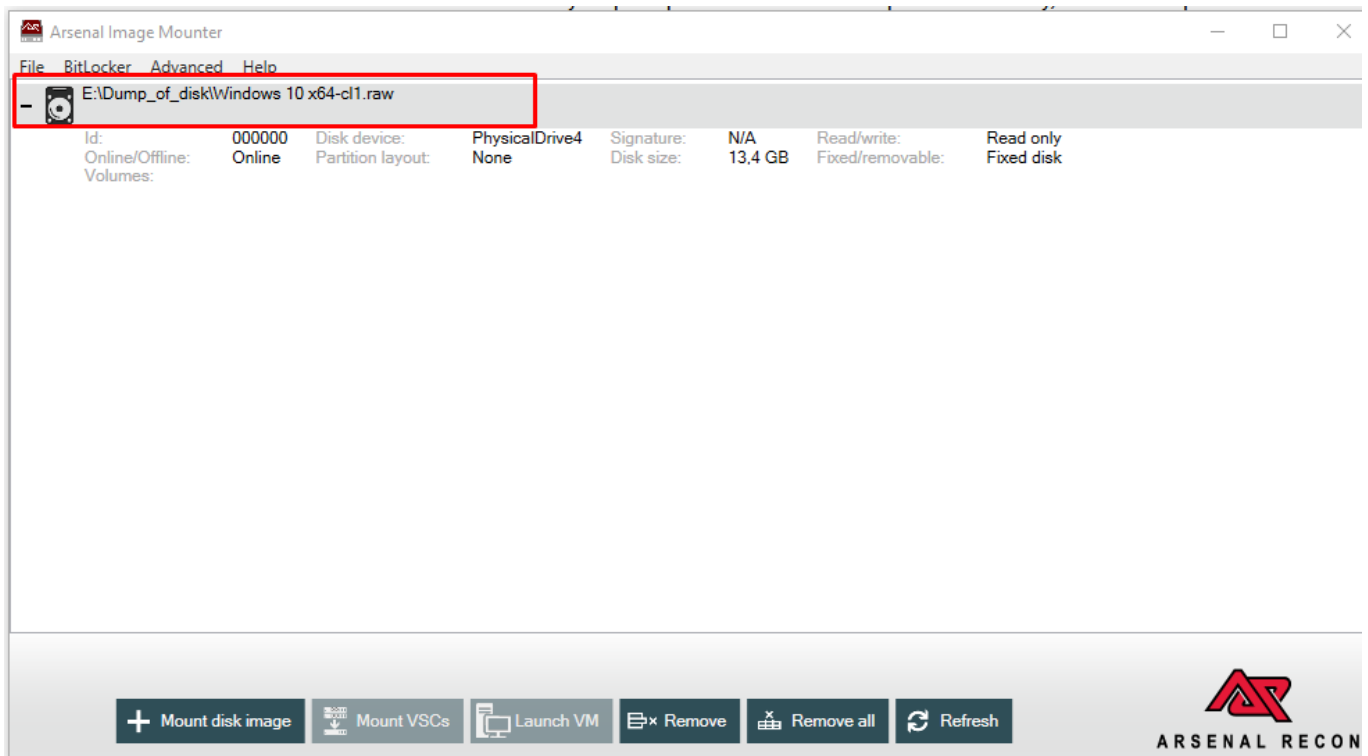 Arsenal Image Mounter
File BitLocker Advanced Help
E:\Dump_of_disk\Windows 10 x64-cl1.raw
Id: 000000 Disk device: PhysicalDrive4 Signature: N/A Read/write: Read only
Online/Offline: Online Partition layout: None Disk size: 13,4 GB Fixed/removable: Fixed disk
Volumes:
Mount disk image Mount VSCs Launch VM Remove Remove all Refresh
ARSENAL RECON